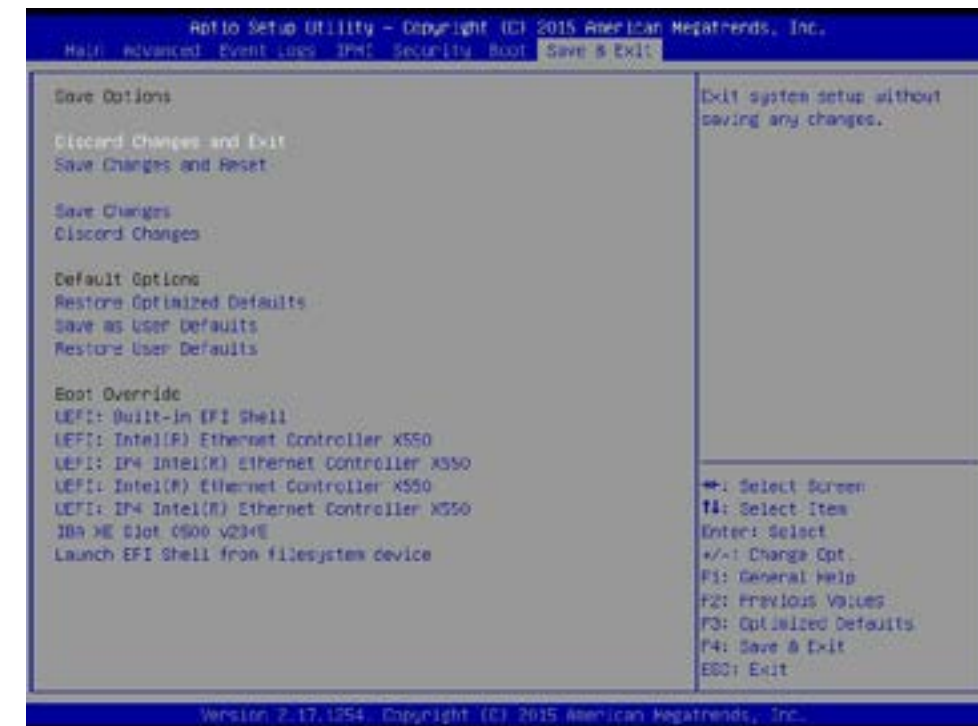 Aptio Setup Utility – Copyright (C) 2015 American Megatrends, Inc.
Main Advanced Event Logs IPMI Security Boot Save & Exit
Save Options
Discard Changes and Exit
Save Changes and Reset
Save Changes
Discard Changes
Default Options
Restore Optimized Defaults
Save as User Defaults
Restore User Defaults
Boot Override
UEFI: Built-in EFI Shell
UEFI: Intel(R) Ethernet Controller X550
UEFI: IP4 Intel(R) Ethernet Controller X550
UEFI: Intel(R) Ethernet Controller X550
UEFI: IP4 Intel(R) Ethernet Controller X550
IBA XE Slot 0500
Launch EFI Shell from filesystem device
Exit system setup without
saving any changes.
↔: Select Screen
↑↓: Select Item
Enter: Select
+/-: Change Opt.
F1: General Help
F2: Previous Values
F3: Optimized Defaults
F4: Save & Exit
ESC: Exit
Version 2.17.1254. Copyright (C) 2015 American Megatrends, Inc.